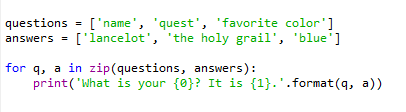 questions = ['name', 'quest', 'favorite color']
answers = ['lancelot', 'the holy grail', 'blue']
for q, a in zip(questions, answers):
    print('What is your {0}? It is {1}.'.format(q, a))